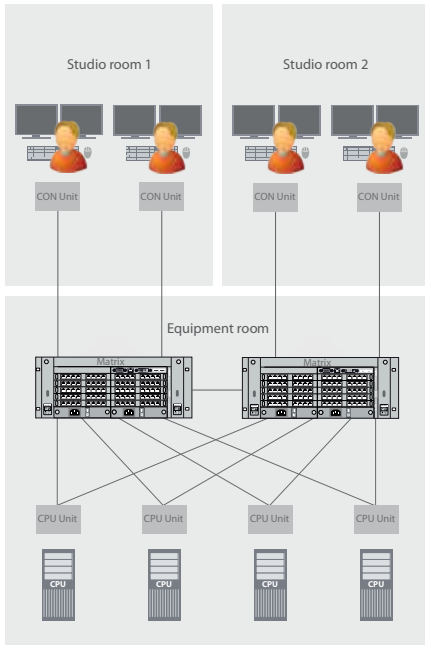 Studio room 1
Studio room 2
CON Unit
CON Unit
CON Unit
CON Unit
Equipment room
Matrix
Matrix
CPU Unit
CPU Unit
CPU Unit
CPU Unit
CPU
CPU
CPU
CPU